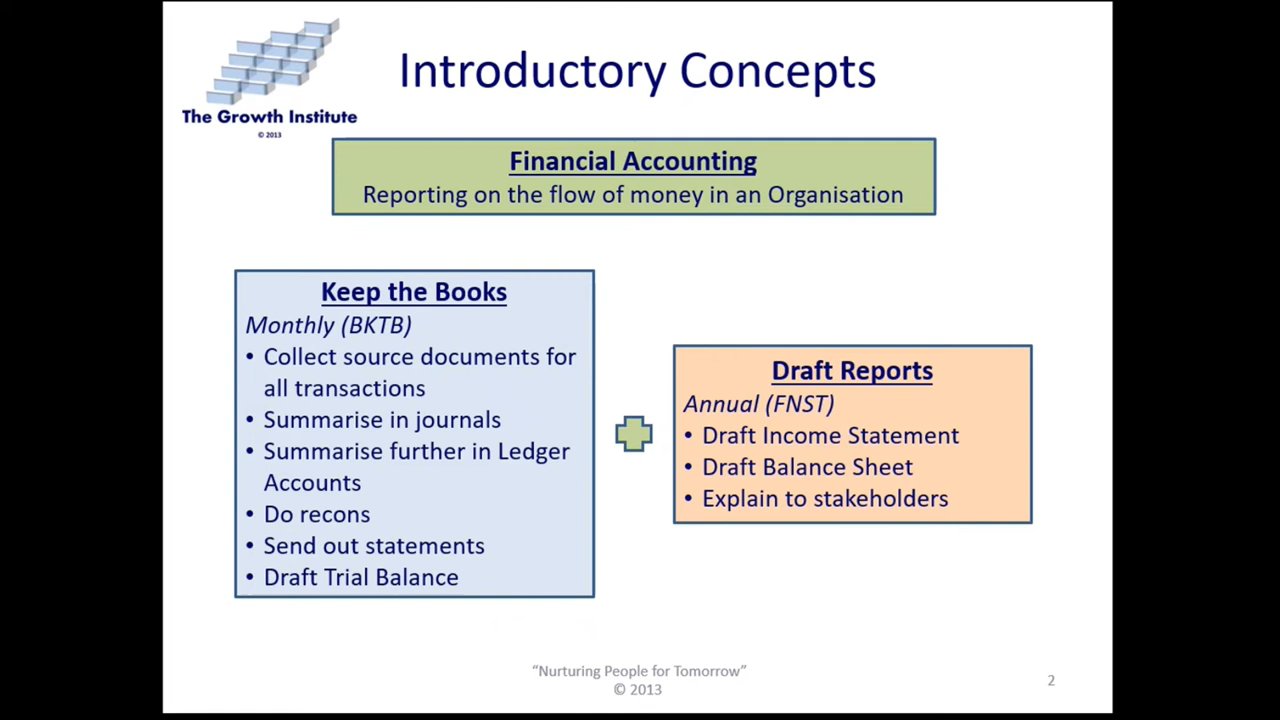 Introductory Concepts
The Growth Institute
© 2013
Financial Accounting
Reporting on the flow of money in an Organisation
Keep the Books
Monthly (BKTB)
• Collect source documents for
all transactions
• Summarise in journals
• Summarise further in Ledger
Accounts
• Do recons
• Send out statements
• Draft Trial Balance
Draft Reports
Annual (FNST)
• Draft Income Statement
• Draft Balance Sheet
• Explain to stakeholders
“Nurturing People for Tomorrow”
© 2013
2